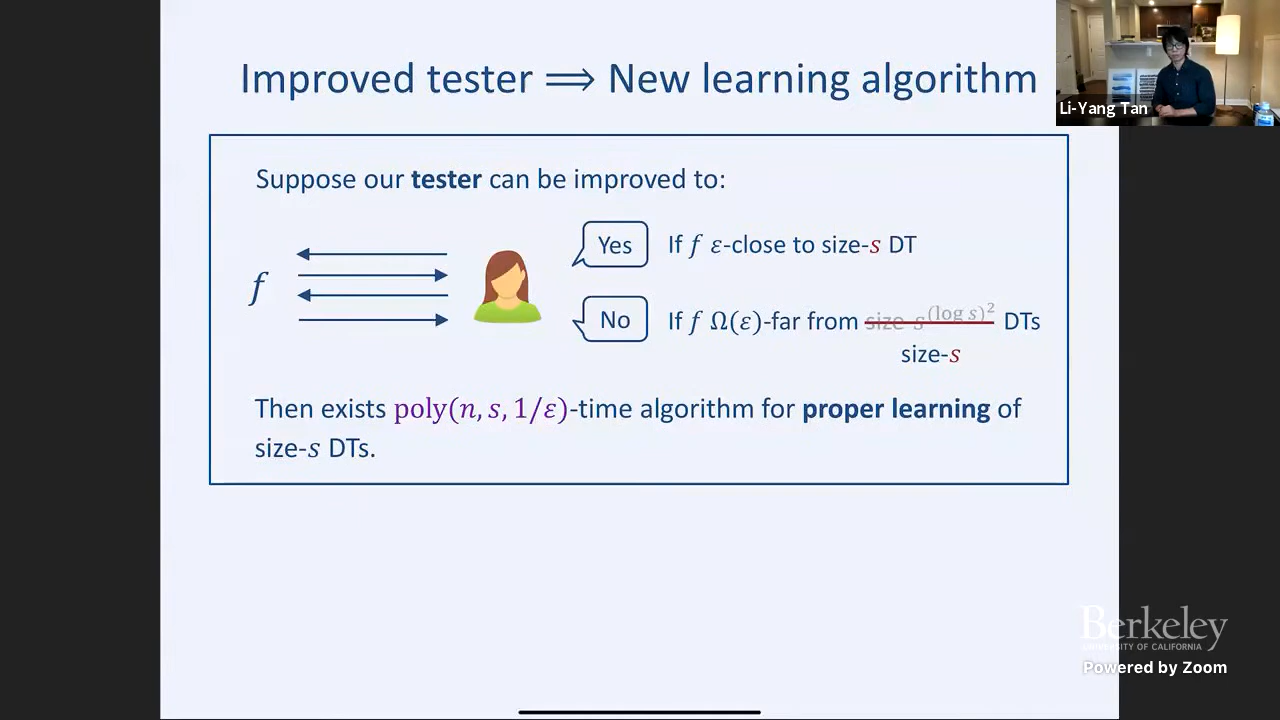 Improved tester ⟹ New learning algorithm
Li-Yang Tan
Suppose our tester can be improved to:
Yes
If f ε-close to size-s DT
f
No
If f Ω(ε)-far from size-s^(log s)^2 DTs
size-s
Then exists poly(n, s, 1/ε)-time algorithm for proper learning of
size-s DTs.
Berkeley
UNIVERSITY OF CALIFORNIA
Powered by Zoom